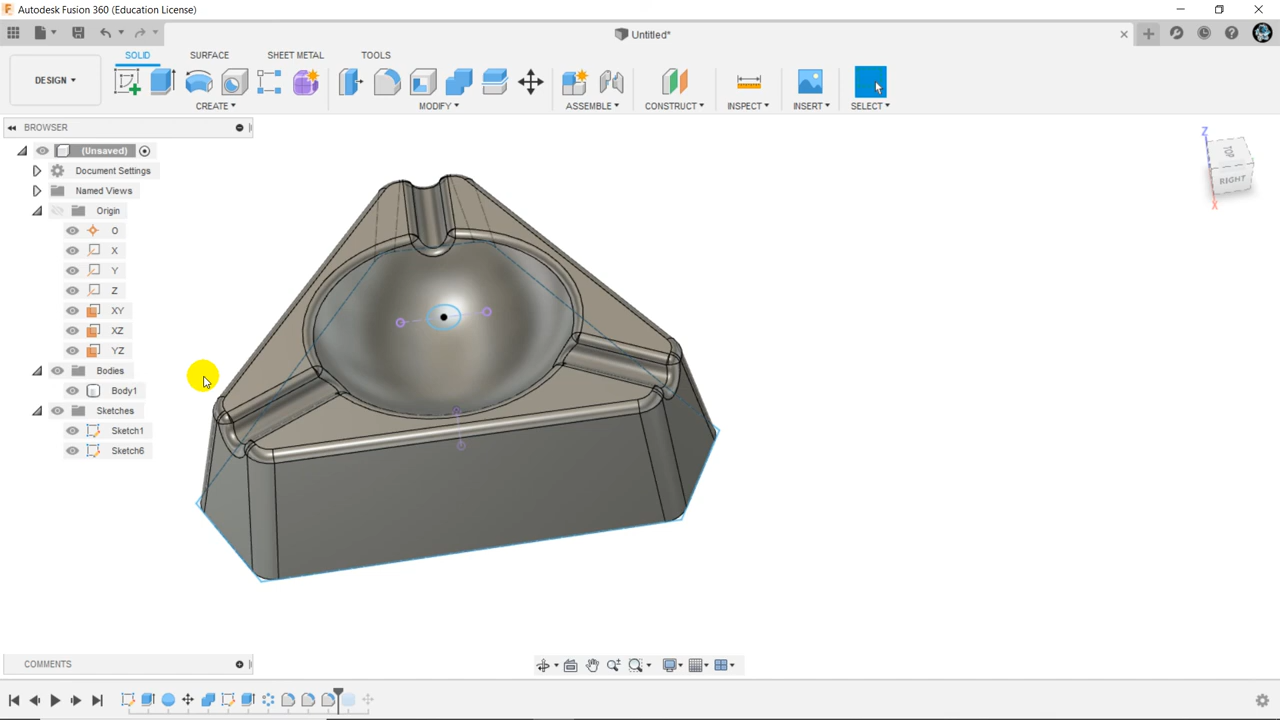 Autodesk Fusion 360 (Education License)
Untitled*
DESIGN
SOLID SURFACE SHEET METAL TOOLS
CREATE MODIFY ASSEMBLE CONSTRUCT INSPECT INSERT SELECT
BROWSER
(Unsaved)
Document Settings
Named Views
Origin
O
X
Y
Z
XY
XZ
YZ
Bodies
Body1
Sketches
Sketch1
Sketch6
Z
TOP
RIGHT
X
COMMENTS